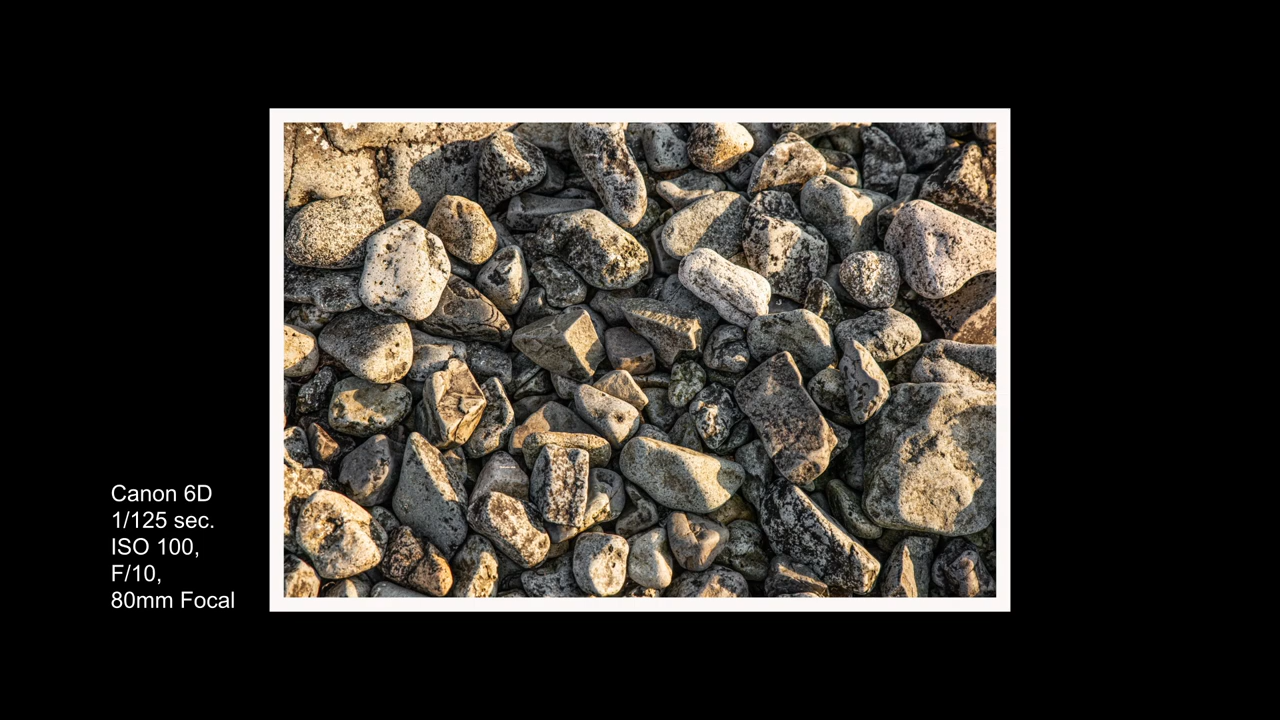 Canon 6D
1/125 sec.
ISO 100,
F/10,
80mm Focal